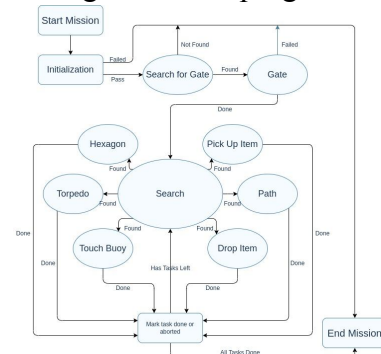 Start Mission
Failed
Not Found
Failed
Initialization
Pass
Search for Gate
Found
Gate
Done
Hexagon
Pick Up Item
Found
Found
Torpedo
Search
Path
Found
Found
Done
Found
Found
Done
Touch Buoy
Drop Item
Done
Has Tasks Left
Done
Done
Done
Mark task done or
aborted
End Mission
All Tasks Done